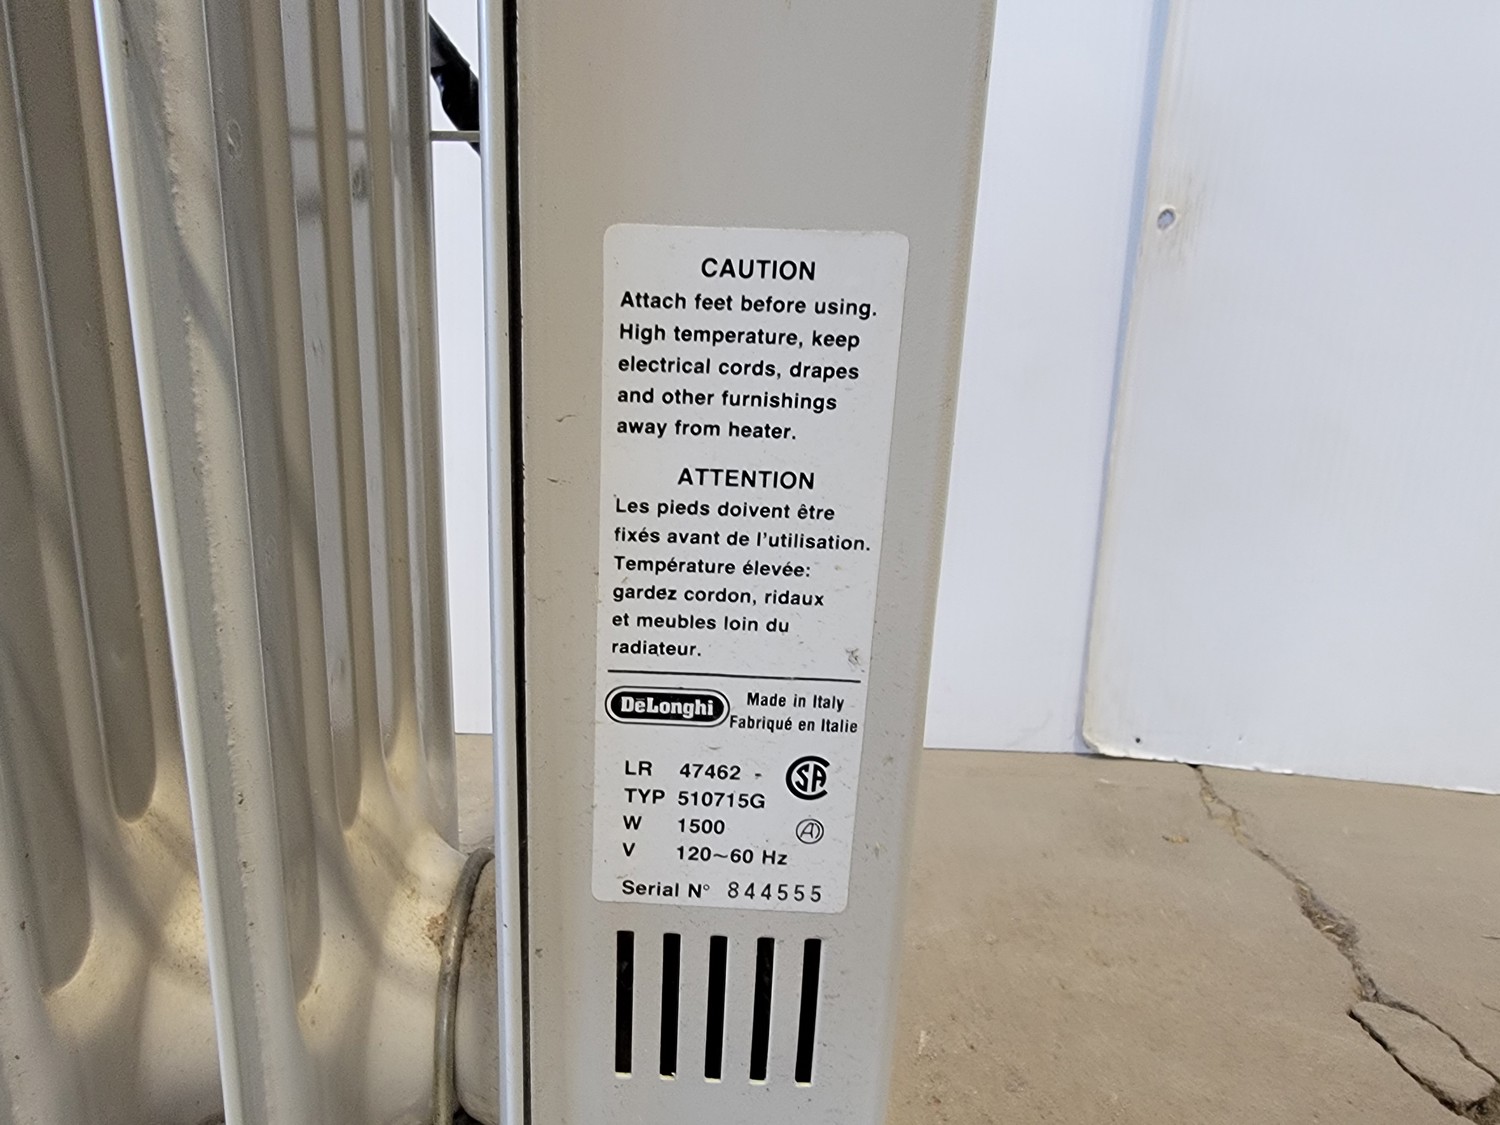 CAUTION
Attach feet before using.
High temperature, keep
electrical cords, drapes
and other furnishings
away from heater.
ATTENTION
Les pieds doivent être
fixés avant de l'utilisation.
Température élevée:
gardez cordon, ridaux
et meubles loin du
radiateur.
DeLonghi Made in Italy
Fabriqué en Italie
LR 47462 - SA
TYP 510715G
W 1500 A
V 120~60 Hz
Serial N° 844555